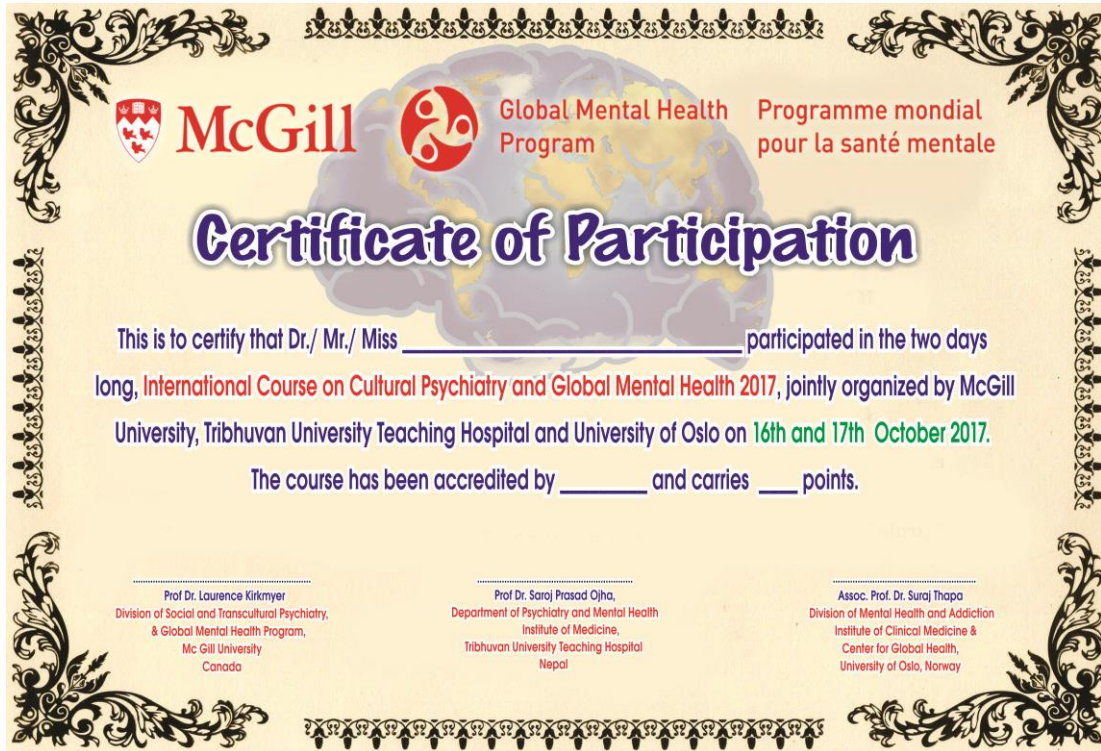 McGill
Global Mental Health
Program
Programme mondial
pour la santé mentale
Certificate of Participation
This is to certify that Dr./ Mr./ Miss ____________________ participated in the two days
long, International Course on Cultural Psychiatry and Global Mental Health 2017, jointly organized by McGill
University, Tribhuvan University Teaching Hospital and University of Oslo on 16th and 17th October 2017.
The course has been accredited by ________ and carries ____ points.
Prof Dr. Laurence Kirkmyer
Division of Social and Transcultural Psychiatry,
& Global Mental Health Program,
Mc Gill University
Canada
Prof Dr. Saroj Prasad Ojha,
Department of Psychiatry and Mental Health
Institute of Medicine,
Tribhuvan University Teaching Hospital
Nepal
Assoc. Prof. Dr. Suraj Thapa
Division of Mental Health and Addiction
Institute of Clinical Medicine &
Center for Global Health,
University of Oslo, Norway